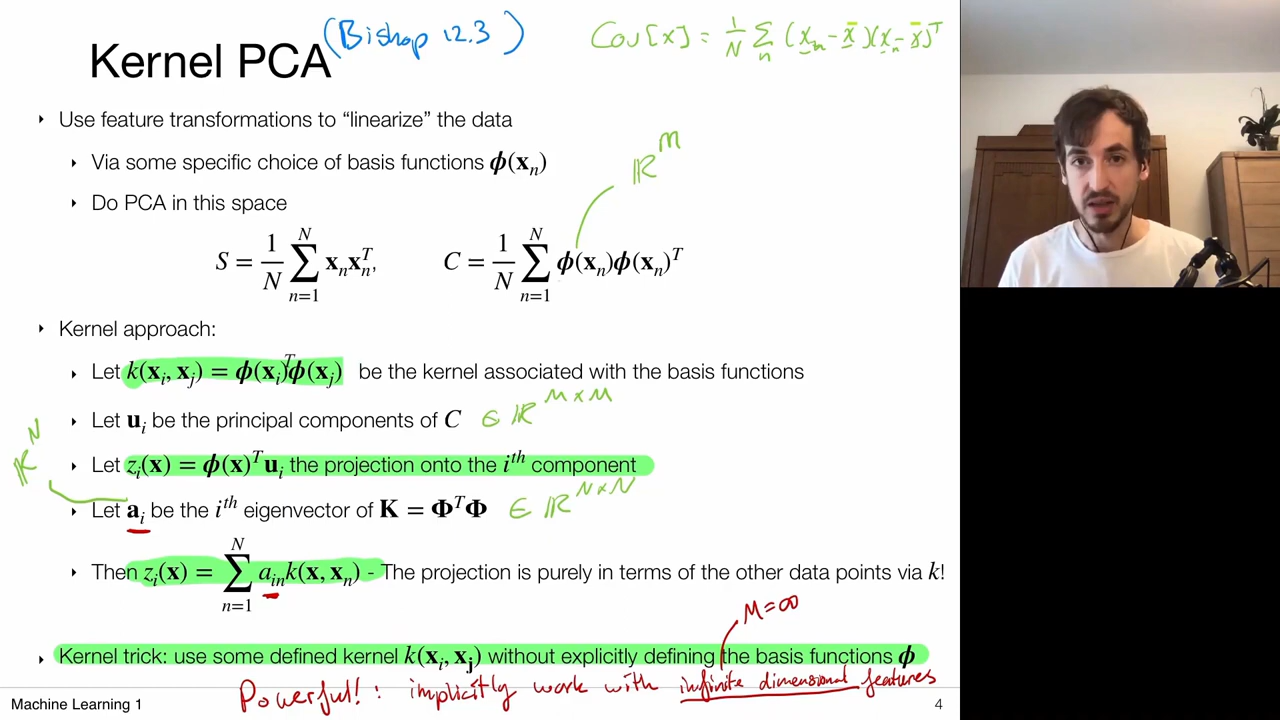 Kernel PCA (Bishop 12.3)
Cov[x] = 1/N Σ_n (x_n - x̄)(x_n - x̄)^T
‣ Use feature transformations to “linearize” the data
‣ Via some specific choice of basis functions ϕ(x_n)
ℝ^M
‣ Do PCA in this space
S = 1/N ∑_{n=1}^{N} x_n x_n^T,    C = 1/N ∑_{n=1}^{N} ϕ(x_n)ϕ(x_n)^T
‣ Kernel approach:
‣ Let k(x_i, x_j) = ϕ(x_i)^Tϕ(x_j) be the kernel associated with the basis functions
‣ Let u_i be the principal components of C ∈ ℝ^{M×M}
‣ Let z_i(x) = ϕ(x)^T u_i the projection onto the i^{th} component
ℝ^N
‣ Let a_i be the i^{th} eigenvector of K = Φ^TΦ ∈ ℝ^{N×N}
‣ Then z_i(x) = ∑_{n=1}^{N} a_{in}k(x, x_n) - The projection is purely in terms of the other data points via k!
M=∞
‣ Kernel trick: use some defined kernel k(x_i, x_j) without explicitly defining the basis functions ϕ
Powerful! : implicitly work with infinite dimensional features
Machine Learning 1
4